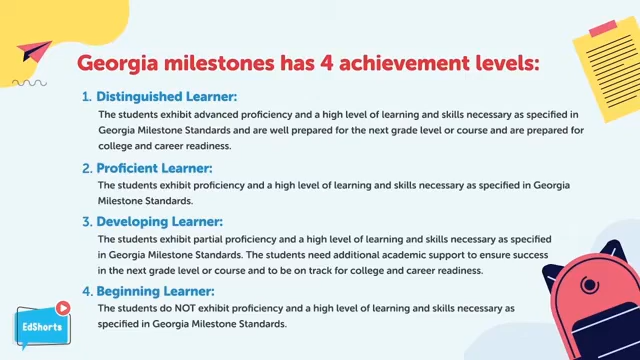 Georgia milestones has 4 achievement levels:
1. Distinguished Learner:
The students exhibit advanced proficiency and a high level of learning and skills necessary as specified in
Georgia Milestone Standards and are well prepared for the next grade level or course and are prepared for
college and career readiness.
2. Proficient Learner:
The students exhibit proficiency and a high level of learning and skills necessary as specified in Georgia
Milestone Standards.
3. Developing Learner:
The students exhibit partial proficiency and a high level of learning and skills necessary as specified
in Georgia Milestone Standards. The students need additional academic support to ensure success
in the next grade level or course and to be on track for college and career readiness.
4. Beginning Learner:
The students do NOT exhibit proficiency and a high level of learning and skills necessary as
specified in Georgia Milestone Standards.
EdShorts